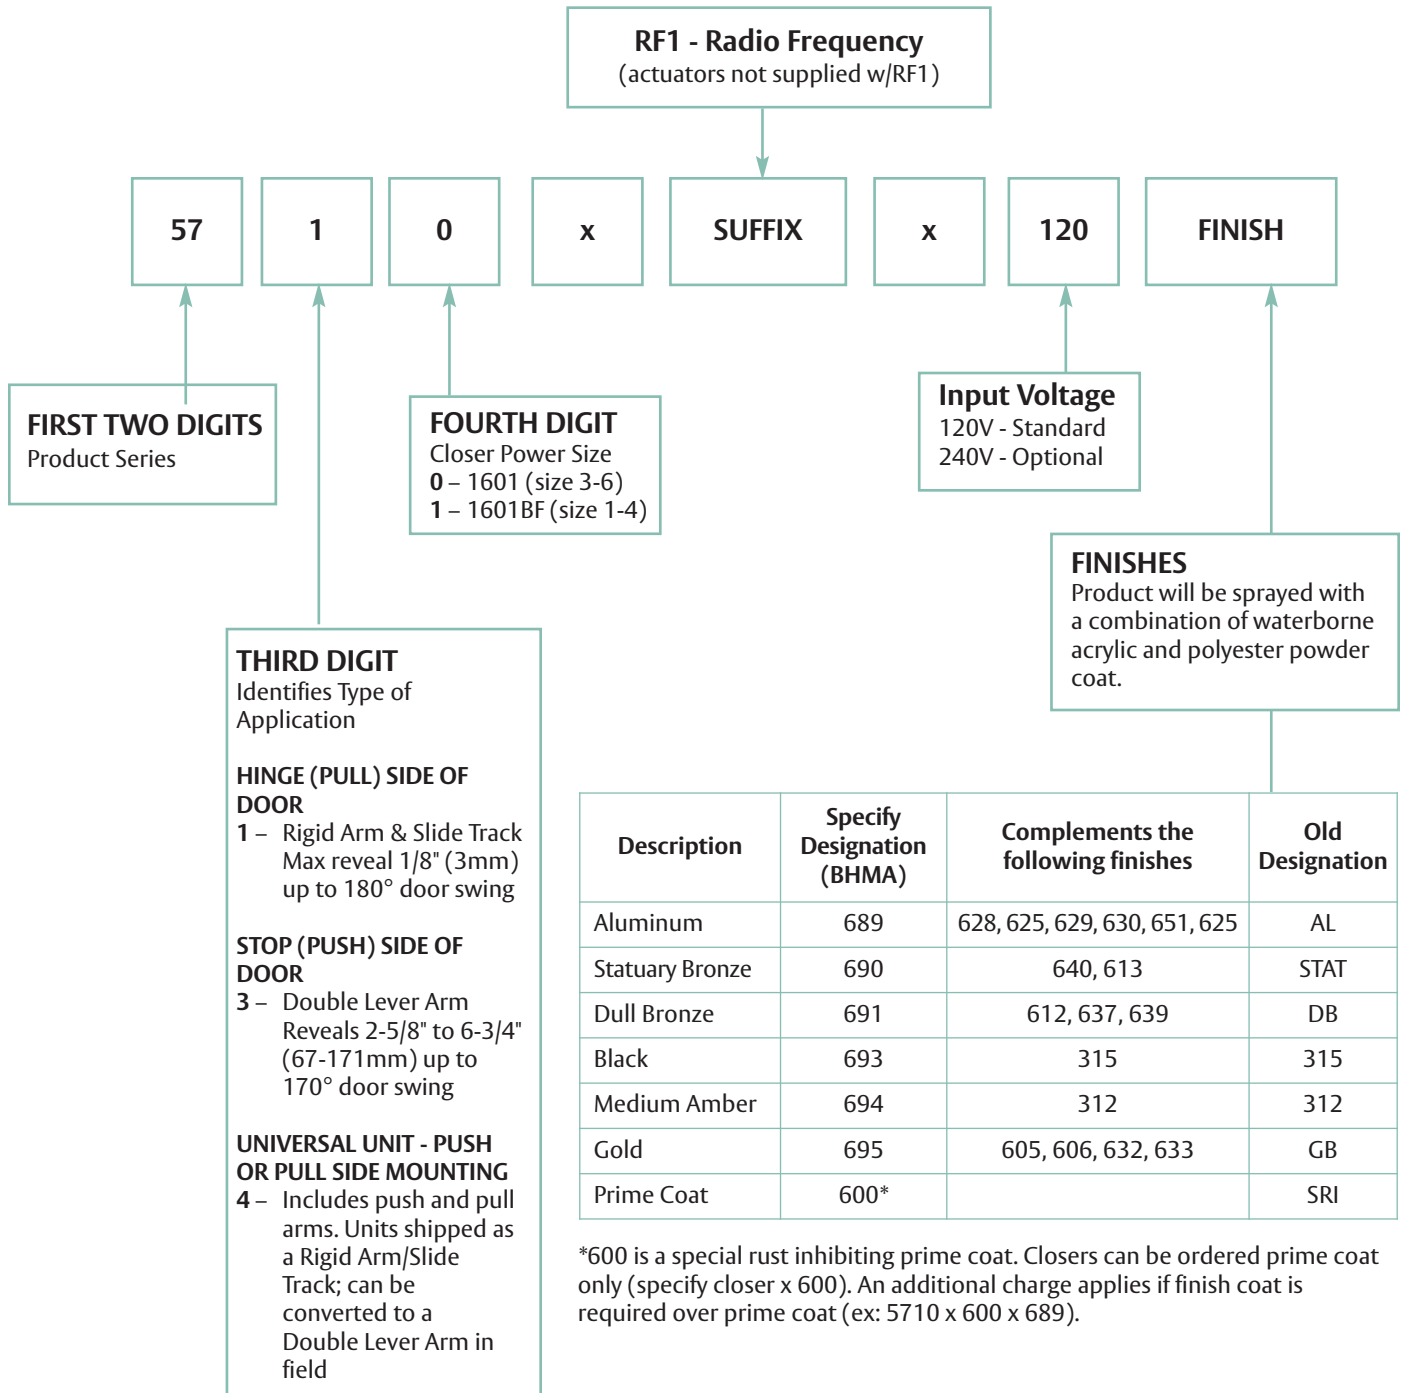 RF1 - Radio Frequency
(actuators not supplied w/RF1)
57 1 0 x SUFFIX x 120 FINISH
FIRST TWO DIGITS
Product Series
FOURTH DIGIT
Closer Power Size
0 – 1601 (size 3-6)
1 – 1601BF (size 1-4)
Input Voltage
120V - Standard
240V - Optional
FINISHES
Product will be sprayed with
a combination of waterborne
acrylic and polyester powder
coat.
THIRD DIGIT
Identifies Type of
Application
HINGE (PULL) SIDE OF
DOOR
1 – Rigid Arm & Slide Track
Max reveal 1/8" (3mm)
up to 180° door swing
STOP (PUSH) SIDE OF
DOOR
3 – Double Lever Arm
Reveals 2-5/8" to 6-3/4"
(67-171mm) up to
170° door swing
UNIVERSAL UNIT - PUSH
OR PULL SIDE MOUNTING
4 – Includes push and pull
arms. Units shipped as
a Rigid Arm/Slide
Track; can be
converted to a
Double Lever Arm in
field
Description
Specify
Designation
(BHMA)
Complements the
following finishes
Old
Designation
Aluminum 689 628, 625, 629, 630, 651, 625 AL
Statuary Bronze 690 640, 613 STAT
Dull Bronze 691 612, 637, 639 DB
Black 693 315 315
Medium Amber 694 312 312
Gold 695 605, 606, 632, 633 GB
Prime Coat 600* SRI
*600 is a special rust inhibiting prime coat. Closers can be ordered prime coat
only (specify closer x 600). An additional charge applies if finish coat is
required over prime coat (ex: 5710 x 600 x 689).